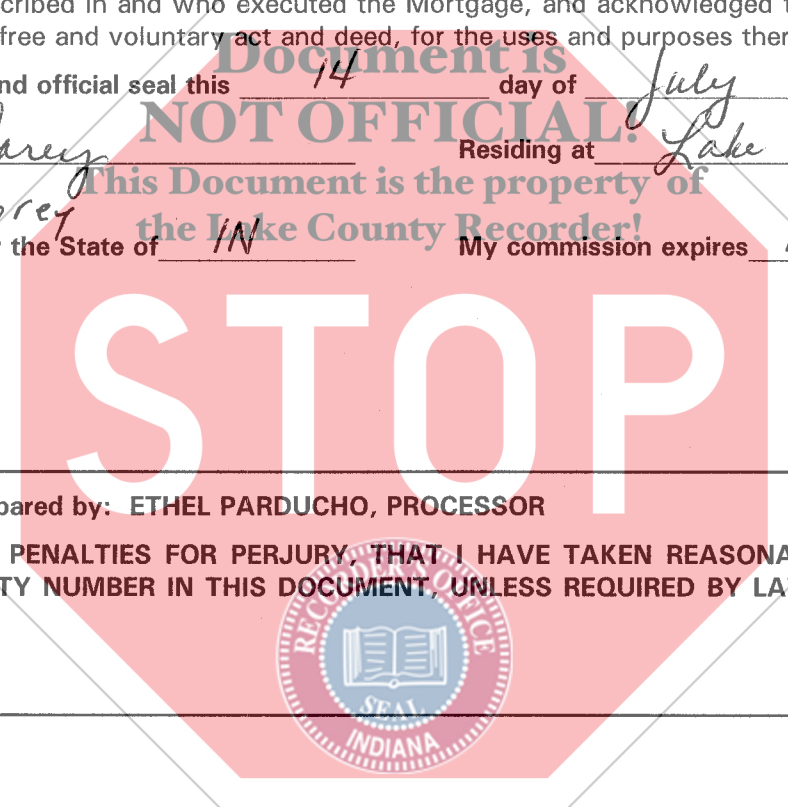 cribed in and who executed the Mortgage, and acknowledged t
free and voluntary act and deed, for the uses and purposes ther
Document is
nd official seal this 14 day of July
NOT OFFICIAL!
arey Residing at Lake
This Document is the property of
orey
the Lake County Recorder!
the State of IN My commission expires
STOP
pared by: ETHEL PARDUCHO, PROCESSOR
PENALTIES FOR PERJURY, THAT I HAVE TAKEN REASONA
TY NUMBER IN THIS DOCUMENT, UNLESS REQUIRED BY LA
RECORDER'S OFFICE
SEAL
INDIANA